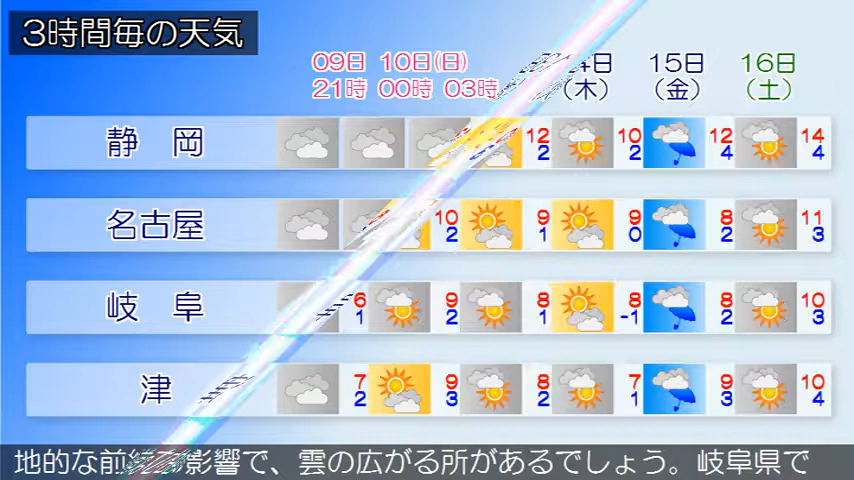 3時間毎の天気
09日 10日(日) 日 15日 16日
21時 00時 03時 (木) (金) (土)
静岡 12 2 10 2 12 4 14 4
名古屋 10 2 9 1 9 0 8 2 11 3
岐阜 6 1 9 2 8 1 8 -1 8 2 10 3
津 7 2 9 3 8 2 7 1 9 3 10 4
地的な前線の影響で、雲の広がる所があるでしょう。岐阜県で